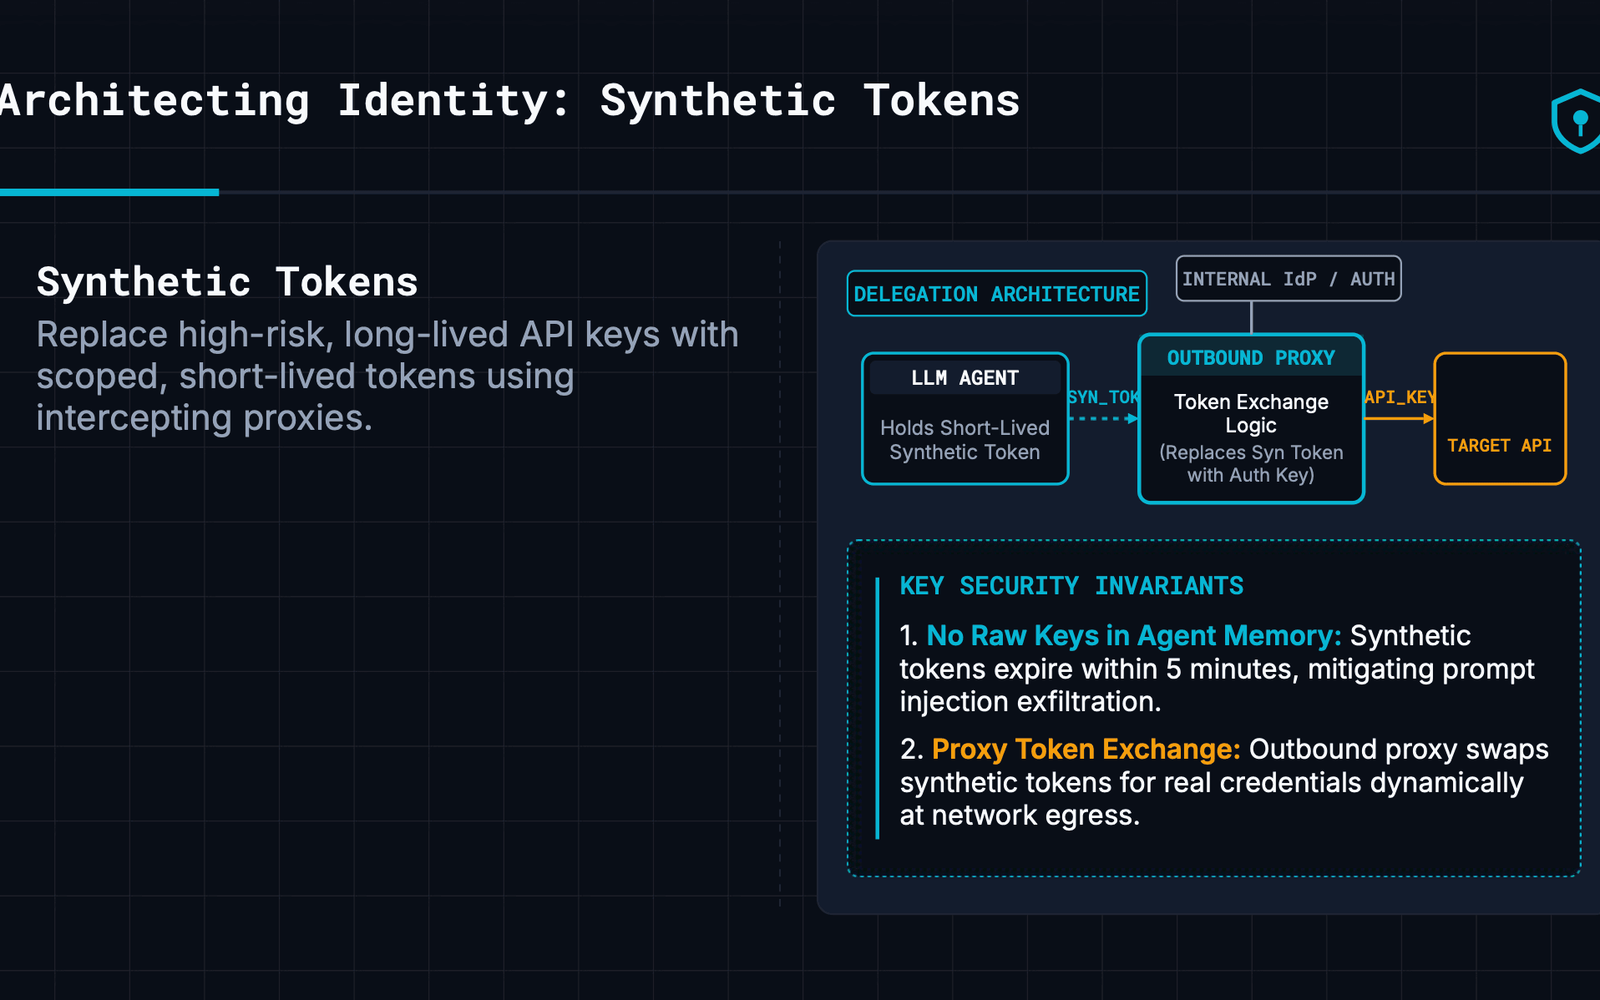 Architecting Identity: Synthetic Tokens
Synthetic Tokens
Replace high-risk, long-lived API keys with
scoped, short-lived tokens using
intercepting proxies.
DELEGATION ARCHITECTURE
INTERNAL IdP / AUTH
LLM AGENT
Holds Short-Lived
Synthetic Token
SYN_TOK
OUTBOUND PROXY
Token Exchange
Logic
(Replaces Syn Token
with Auth Key)
API_KEY
TARGET API
KEY SECURITY INVARIANTS
1. No Raw Keys in Agent Memory: Synthetic
tokens expire within 5 minutes, mitigating prompt
injection exfiltration.
2. Proxy Token Exchange: Outbound proxy swaps
synthetic tokens for real credentials dynamically
at network egress.